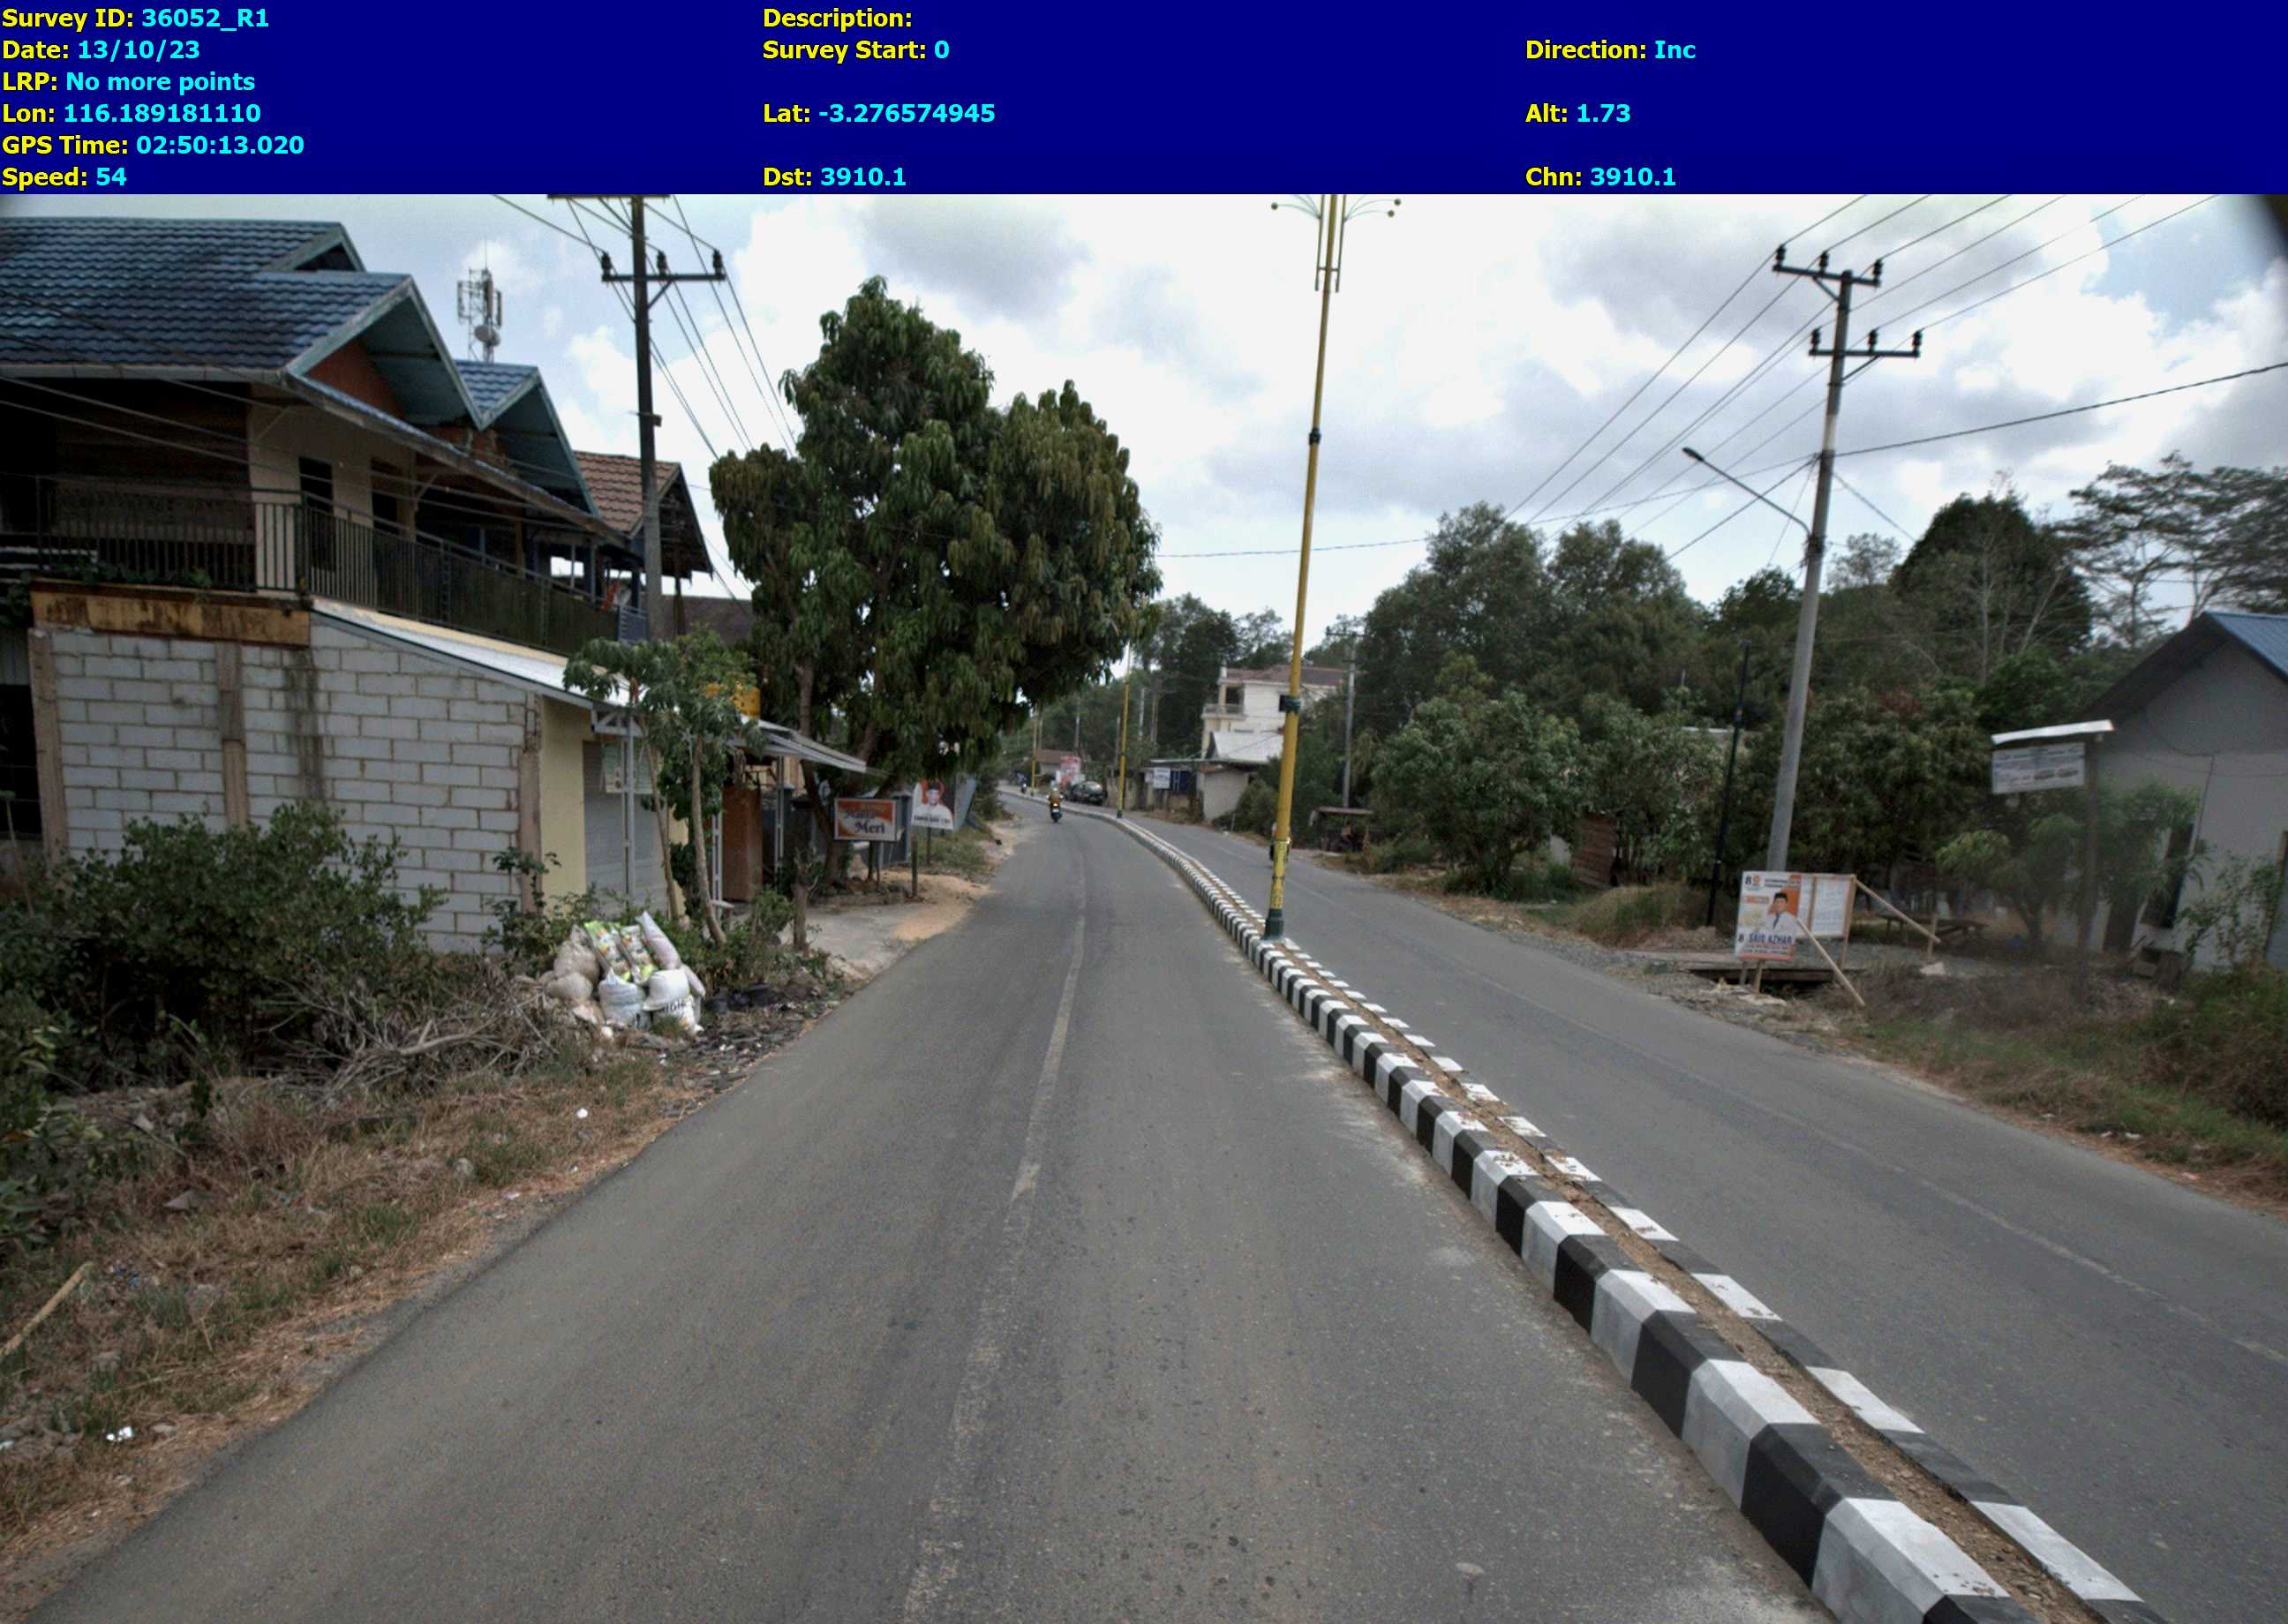 Survey ID: 36052_R1
Description:
Date: 13/10/23
Survey Start: 0
Direction: Inc
LRP: No more points
Lon: 116.189181110
Lat: -3.276574945
Alt: 1.73
GPS Time: 02:50:13.020
Speed: 54
Dst: 3910.1
Chn: 3910.1
Meri
8
SAID AZHAR